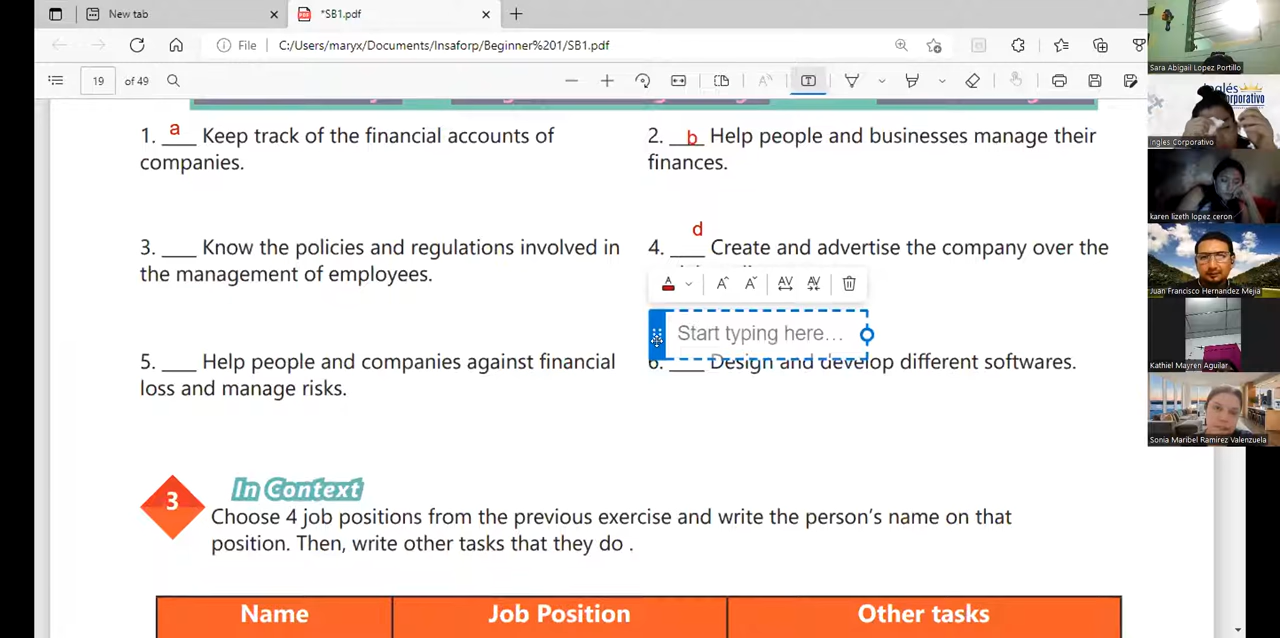 New tab
*SB1.pdf
File C:/Users/maryx/Documents/Insaforp/Beginner%201/SB1.pdf
19 of 49
1. a Keep track of the financial accounts of
companies.
2. b Help people and businesses manage their
finances.
3. ___ Know the policies and regulations involved in
the management of employees.
4. d Create and advertise the company over the
Start typing here...
5. ___ Help people and companies against financial
loss and manage risks.
6. ___ Design and develop different softwares.
3
In Context
Choose 4 job positions from the previous exercise and write the person's name on that
position. Then, write other tasks that they do .
Name Job Position Other tasks
Sara Abigail Lopez Portillo
Ingles Corporativo
karen lizeth lopez ceron
Juan Francisco Hernandez Mejia
Kathiel Mayren Aguilar
Sonia Maribel Ramirez Valenzuela